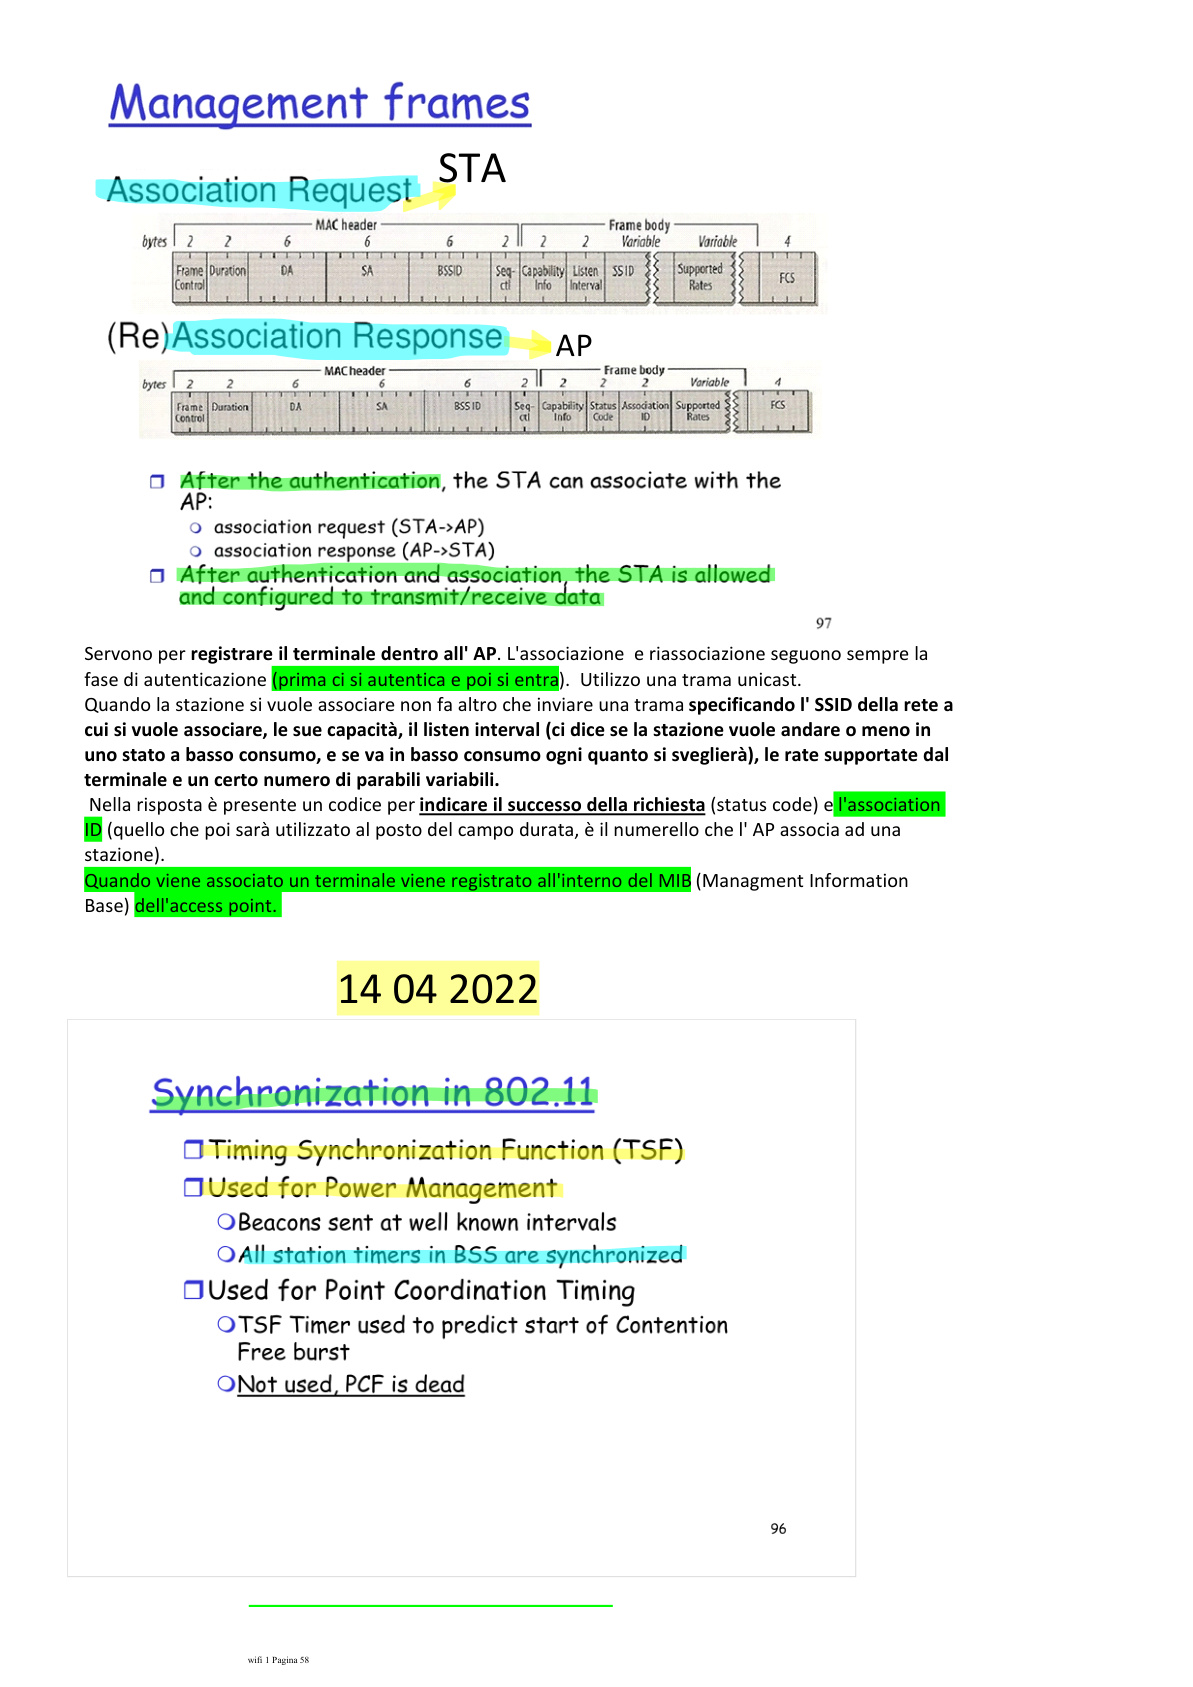 Management frames
STA
Association Request
MAC header Frame body
bytes 2 2 6 6 6 2 2 2 Variable Variable 4
Frame Control Duration DA SA BSSID Seq-ctl Capability Info Listen Interval SSID Supported Rates FCS
(Re)Association Response
AP
MAC header Frame body
bytes 2 2 6 6 6 2 2 2 2 Variable 4
Frame Control Duration DA SA BSSID Seq-ctl Capability Info Status Code Association ID Supported Rates FCS
After the authentication, the STA can associate with the
AP:
association request (STA->AP)
association response (AP->STA)
After authentication and association, the STA is allowed
and configured to transmit/receive data
97
Servono per registrare il terminale dentro all' AP. L'associazione e riassociazione seguono sempre la
fase di autenticazione (prima ci si autentica e poi si entra). Utilizzo una trama unicast.
Quando la stazione si vuole associare non fa altro che inviare una trama specificando l' SSID della rete a
cui si vuole associare, le sue capacità, il listen interval (ci dice se la stazione vuole andare o meno in
uno stato a basso consumo, e se va in basso consumo ogni quanto si sveglierà), le rate supportate dal
terminale e un certo numero di parabili variabili.
Nella risposta è presente un codice per indicare il successo della richiesta (status code) e l'association
ID (quello che poi sarà utilizzato al posto del campo durata, è il numerello che l' AP associa ad una
stazione).
Quando viene associato un terminale viene registrato all'interno del MIB (Managment Information
Base) dell'access point.
14 04 2022
Synchronization in 802.11
Timing Synchronization Function (TSF)
Used for Power Management
Beacons sent at well known intervals
All station timers in BSS are synchronized
Used for Point Coordination Timing
TSF Timer used to predict start of Contention
Free burst
Not used, PCF is dead
96
wifi 1 Pagina 58